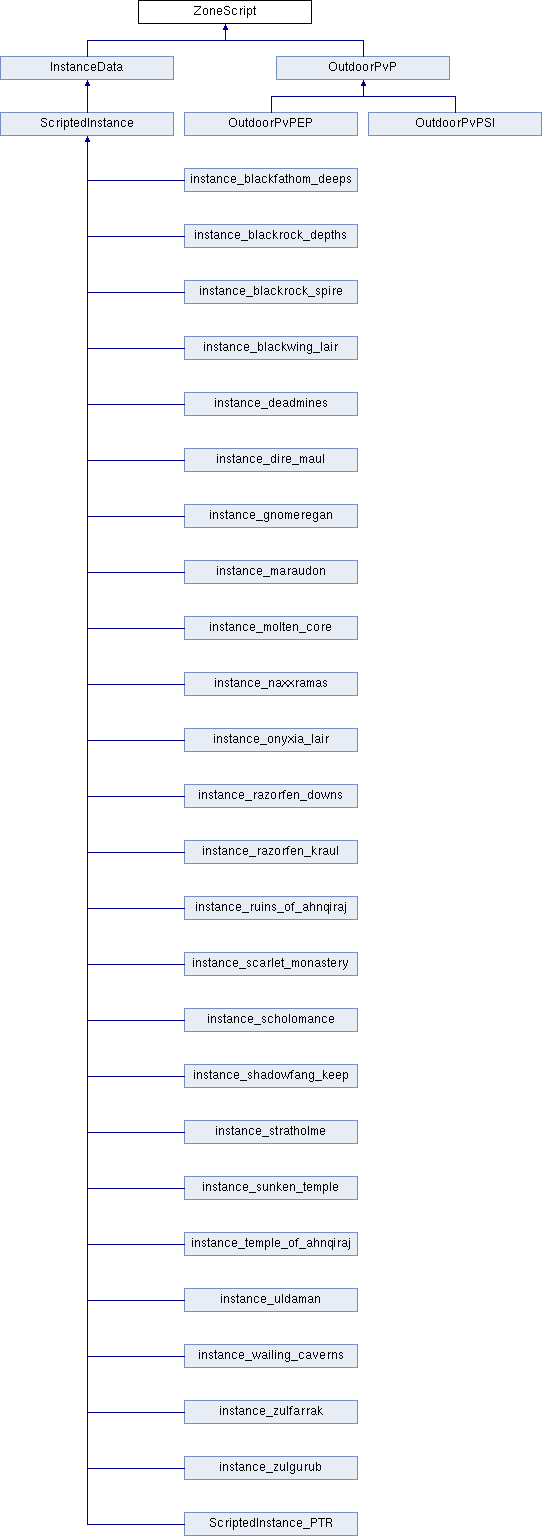 ZoneScript
InstanceData
OutdoorPvP
ScriptedInstance
OutdoorPvPEP
OutdoorPvPSI
instance_blackfathom_deeps
instance_blackrock_depths
instance_blackrock_spire
instance_blackwing_lair
instance_deadmines
instance_dire_maul
instance_gnomeregan
instance_maraudon
instance_molten_core
instance_naxxramas
instance_onyxia_lair
instance_razorfen_downs
instance_razorfen_kraul
instance_ruins_of_ahnqiraj
instance_scarlet_monastery
instance_scholomance
instance_shadowfang_keep
instance_stratholme
instance_sunken_temple
instance_temple_of_ahnqiraj
instance_uldaman
instance_wailing_caverns
instance_zulfarrak
instance_zulgurub
ScriptedInstance_PTR